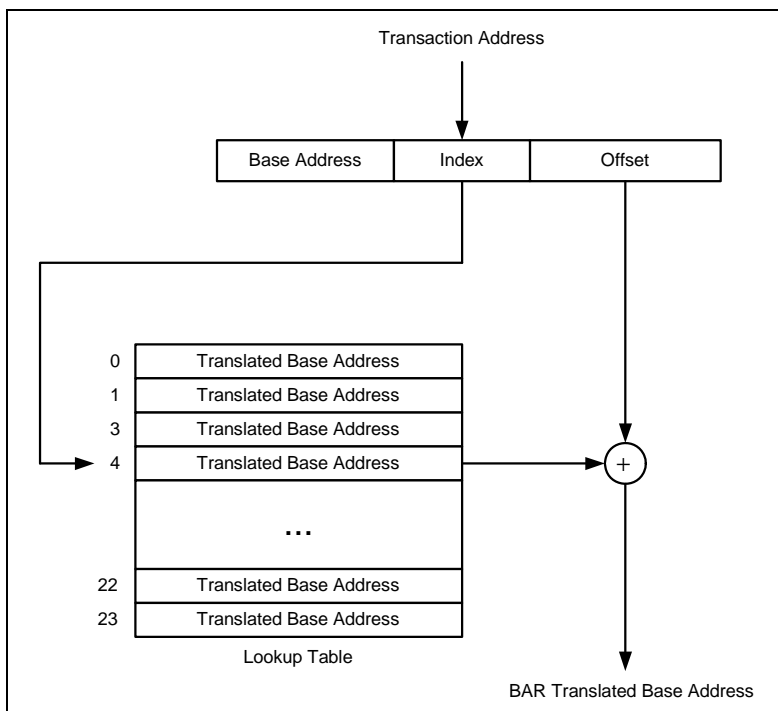 Transaction Address
Base Address Index Offset
0 Translated Base Address
1 Translated Base Address
3 Translated Base Address
4 Translated Base Address
+
...
22 Translated Base Address
23 Translated Base Address
Lookup Table
BAR Translated Base Address